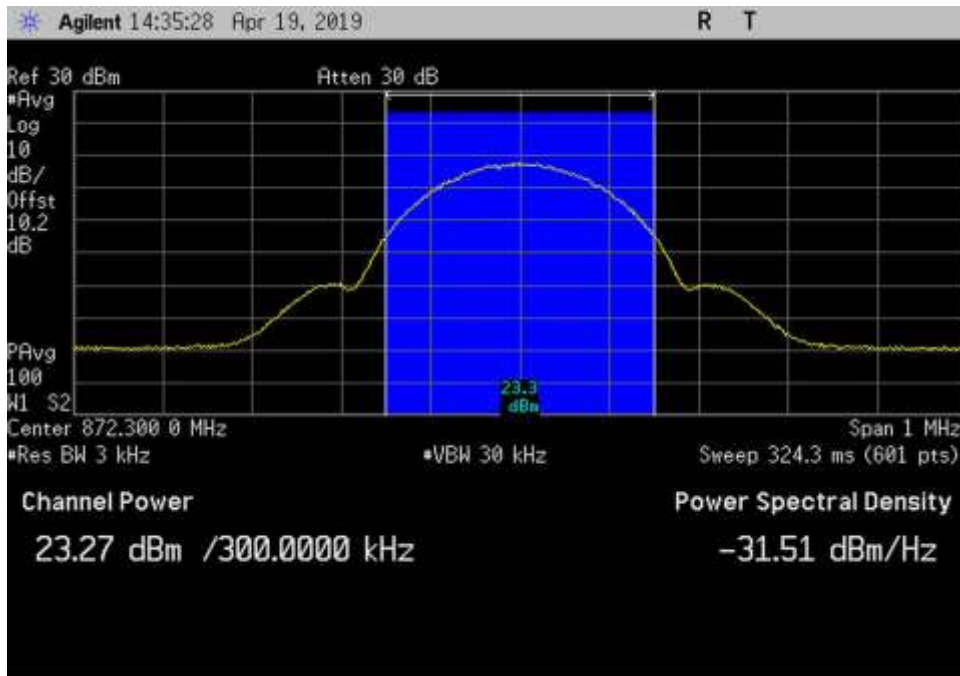 Agilent 14:35:28 Apr 19, 2019 R T
Ref 30 dBm Atten 30 dB
#Avg
Log
10
dB/
Offst
10.2
dB
PAvg
100
W1 S2
23.3
dBm
Center 872.300 0 MHz Span 1 MHz
#Res BW 3 kHz #VBW 30 kHz Sweep 324.3 ms (601 pts)
Channel Power Power Spectral Density
23.27 dBm /300.0000 kHz -31.51 dBm/Hz